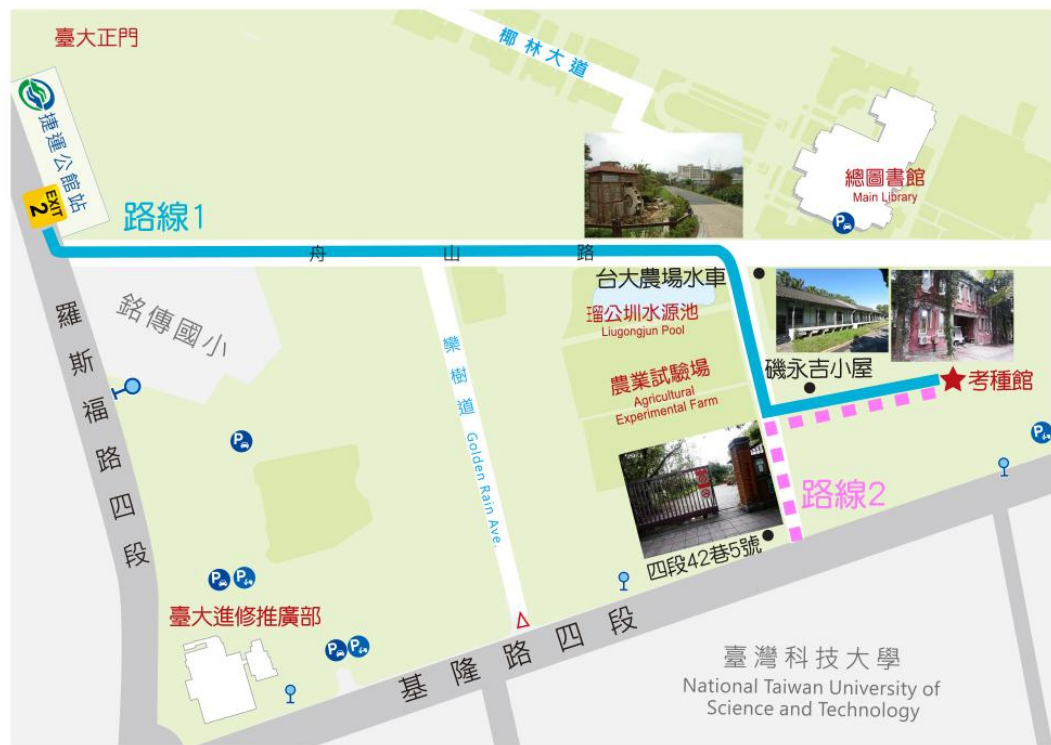 臺大正門
椰林大道
捷運公館站
EXIT
2
路線1
總圖書館
Main Library
P
舟山路
台大農場水車
銘傳國小
瑠公圳水源池
Liugongjun Pool
羅斯福路四段
欒樹道 Golden Rain Ave.
農業試驗場
Agricultural
Experimental Farm
磯永吉小屋
考種館
P
P
路線2
四段42巷5號
P
P
臺大進修推廣部
P
P
基隆路四段
臺灣科技大學
National Taiwan University of
Science and Technology